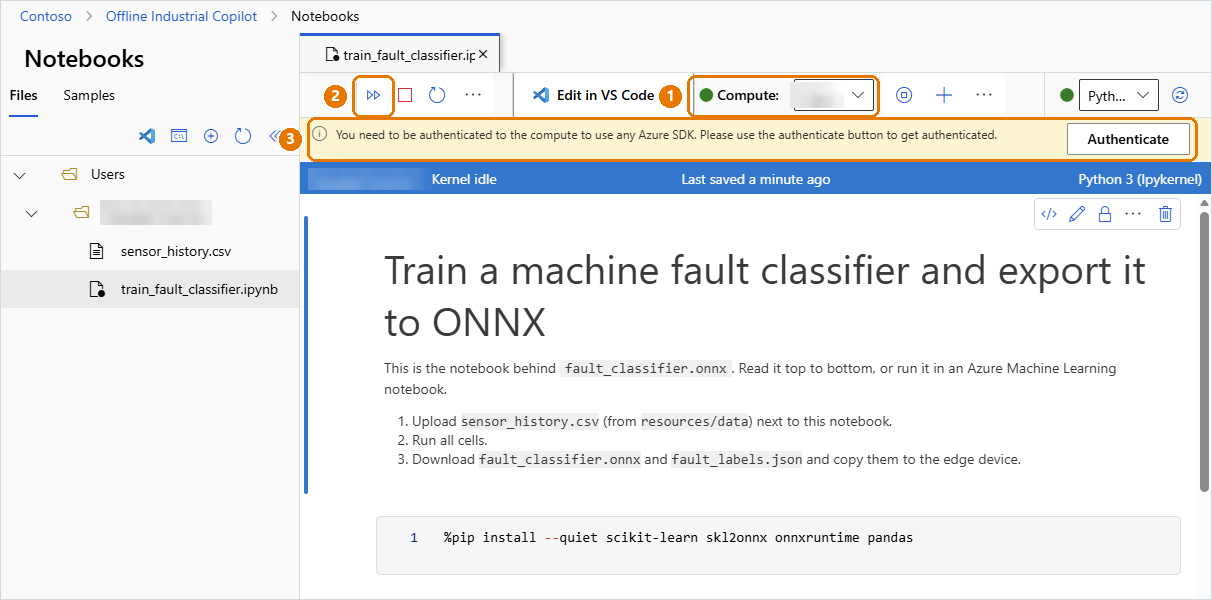 Contoso > Offline Industrial Copilot > Notebooks
Notebooks
Files Samples
Users
sensor_history.csv
train_fault_classifier.ipynb
train_fault_classifier.ip
2
Edit in VS Code
1
Compute:
Pyth...
3
You need to be authenticated to the compute to use any Azure SDK. Please use the authenticate button to get authenticated.
Authenticate
Kernel idle Last saved a minute ago Python 3 (Ipykernel)
Train a machine fault classifier and export it
to ONNX
This is the notebook behind fault_classifier.onnx. Read it top to bottom, or run it in an Azure Machine Learning
notebook.
1. Upload sensor_history.csv (from resources/data) next to this notebook.
2. Run all cells.
3. Download fault_classifier.onnx and fault_labels.json and copy them to the edge device.
1 %pip install --quiet scikit-learn skl2onnx onnxruntime pandas